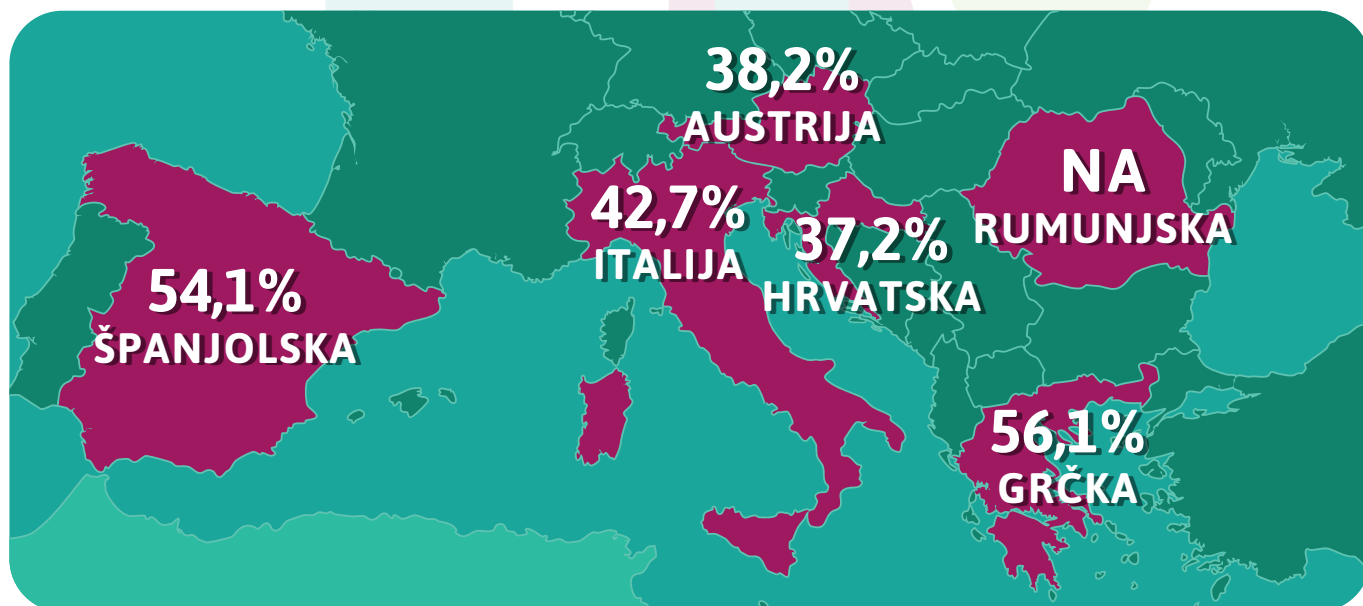 38,2%
AUSTRIJA
NA
RUMUNJSKA
42,7%
ITALIJA
37,2%
HRVATSKA
54,1%
ŠPANJOLSKA
56,1%
GRČKA